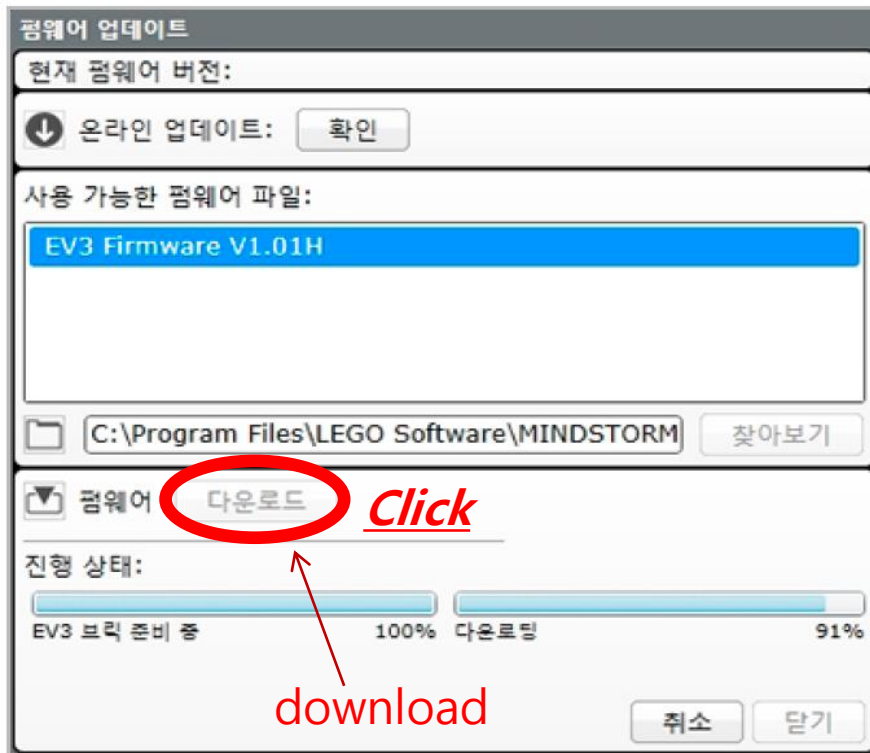 펌웨어 업데이트
현재 펌웨어 버전:
온라인 업데이트: 확인
사용 가능한 펌웨어 파일:
EV3 Firmware V1.01H
C:\Program Files\LEGO Software\MINDSTORM 찾아보기
펌웨어 다운로드 Click
진행 상태:
EV3 브릭 준비 중 100% 다운로딩 91%
download
취소 닫기